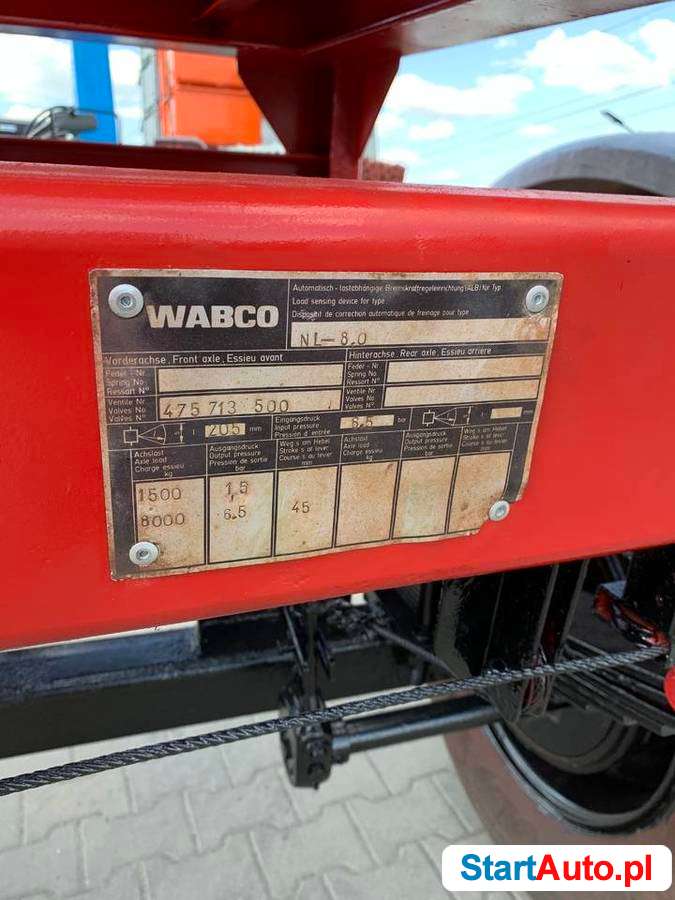 WABCO
Automatisch - lastabhängige Bremskraftregeleinrichtung (ALB) für Typ
Load sensing device for type
Dispositif de correction automatique de freinage pour type
NL-8.0
Vorderachse, Front axle, Essieu avant
Hinterachse, Rear axle, Essieu arrière
Feder - Nr
Spring No
Ressort N°
Feder - Nr
Spring No
Ressort N°
Ventile Nr
Valves No
Valves N°
475 713 500
Ventile Nr
Valves No
Valves N°
205 mm
Eingangsdruck
Input pressure
Pression d'entrée
6,5 bar
mm
Achslast
Axle load
Charge essieu
kg
Ausgangsdruck
Output pressure
Pression de sortie
bar
Weg's am Hebel
Stroke's at lever
Course's au levier
mm
Achslast
Axle load
Charge essieu
kg
Ausgangsdruck
Output pressure
Pression de sortie
bar
Weg's am Hebel
Stroke's at lever
Course's au levier
mm
1500 1,5
8000 6.5 45
StartAuto.pl